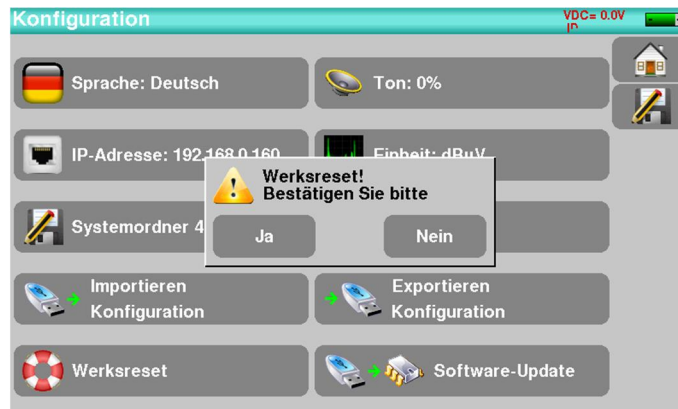 Konfiguration
VDC= 0.0V
Sprache: Deutsch
Ton: 0%
IP-Adresse: 192.168.0.160
Einheit: dBuV
Werksreset!
Bestätigen Sie bitte
Systemordner 4
Ja
Nein
Importieren
Konfiguration
Exportieren
Konfiguration
Werksreset
Software-Update